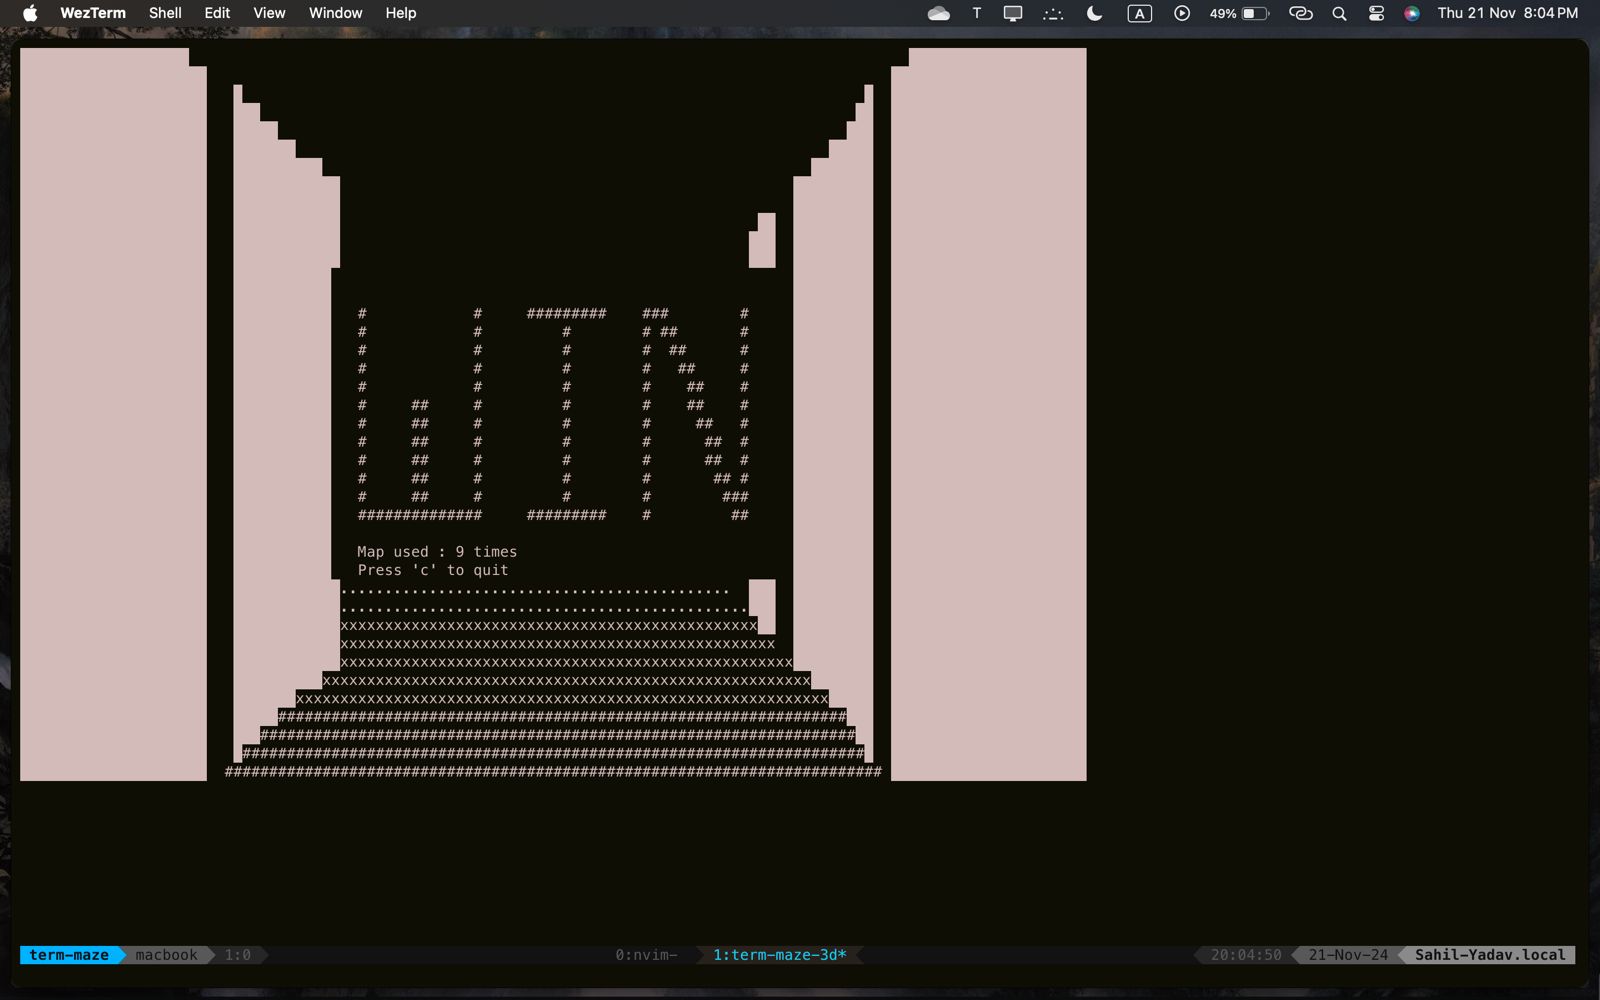 WezTerm Shell Edit View Window Help T A 49% Thu 21 Nov 8:04 PM
WIN
Map used : 9 times
Press 'c' to quit
.............................................
..............................................
xxxxxxxxxxxxxxxxxxxxxxxxxxxxxxxxxxxxxxxxxxxxxxx
xxxxxxxxxxxxxxxxxxxxxxxxxxxxxxxxxxxxxxxxxxxxxxxxx
xxxxxxxxxxxxxxxxxxxxxxxxxxxxxxxxxxxxxxxxxxxxxxxxxxx
xxxxxxxxxxxxxxxxxxxxxxxxxxxxxxxxxxxxxxxxxxxxxxxxxxxxxxx
xxxxxxxxxxxxxxxxxxxxxxxxxxxxxxxxxxxxxxxxxxxxxxxxxxxxxxxxxxxx
################################################################
###################################################################
######################################################################
##########################################################################
term-maze macbook 1:0 0:nvim- 1:term-maze-3d* 20:04:50 21-Nov-24 Sahil-Yadav.local